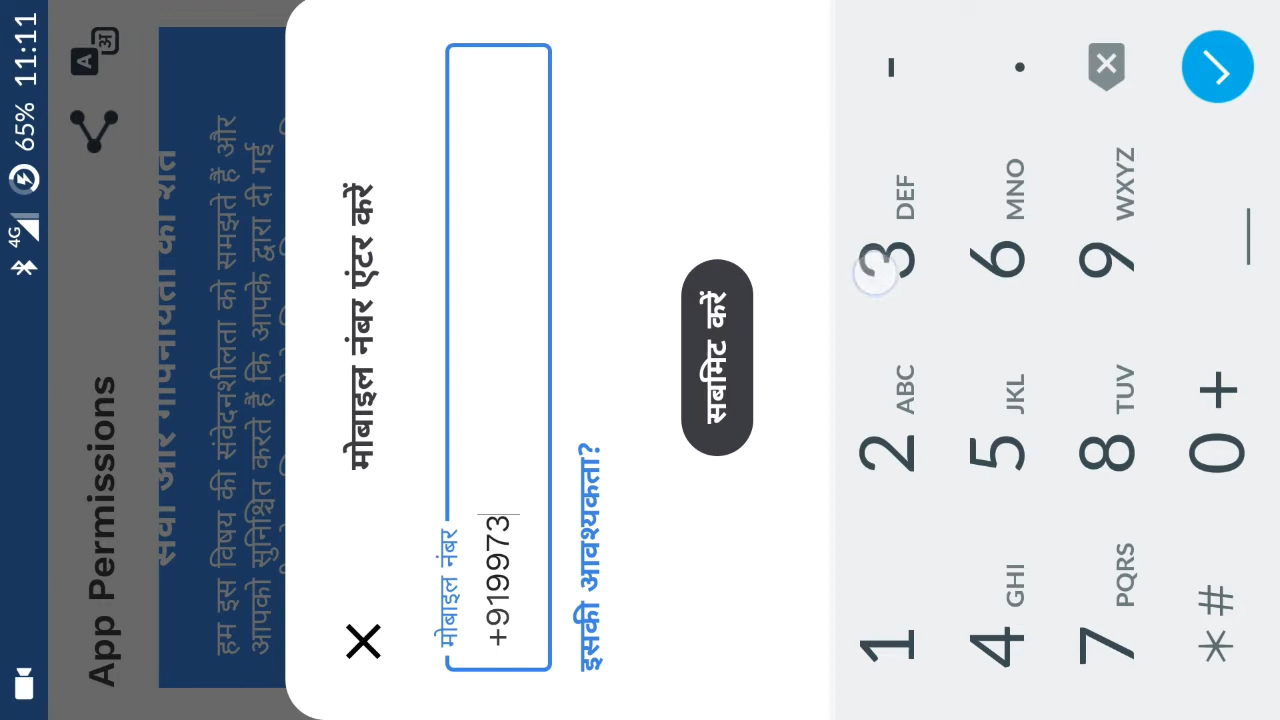 4G 65% 11:11
App Permissions
A अ
सेवा और गोपनीयता की शर्तें
हम इस विषय की संवेदनशीलता को समझते हैं और
आपको सुनिश्चित करते हैं कि आपके द्वारा दी गई
मोबाइल नंबर एंटर करें
मोबाइल नंबर
+919973
इसकी आवश्यकता?
सबमिट करें
1 2 ABC 3 DEF -
4 GHI 5 JKL 6 MNO .
7 PQRS 8 TUV 9 WXYZ
* # 0 + _